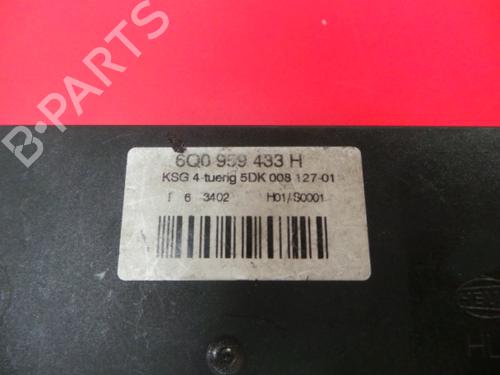 B-PARTS
6Q0 959 433 H
KSG 4-tuerig 5DK 008 127-01
6 3402 H01/S0001